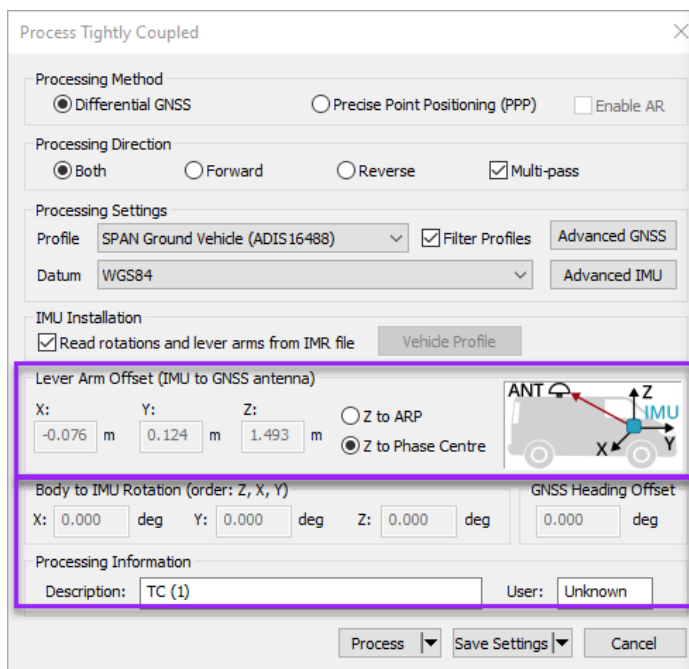 Process Tightly Coupled
Processing Method
Differential GNSS Precise Point Positioning (PPP) Enable AR
Processing Direction
Both Forward Reverse Multi-pass
Processing Settings
Profile SPAN Ground Vehicle (ADIS16488) Filter Profiles Advanced GNSS
Datum WGS84 Advanced IMU
IMU Installation
Read rotations and lever arms from IMR file Vehicle Profile
Lever Arm Offset (IMU to GNSS antenna)
X: Y: Z: Z to ARP
-0.076 m 0.124 m 1.493 m Z to Phase Centre
ANT Z
IMU
X Y
Body to IMU Rotation (order: Z, X, Y) GNSS Heading Offset
X: 0.000 deg Y: 0.000 deg Z: 0.000 deg 0.000 deg
Processing Information
Description: TC (1) User: Unknown
Process Save Settings Cancel